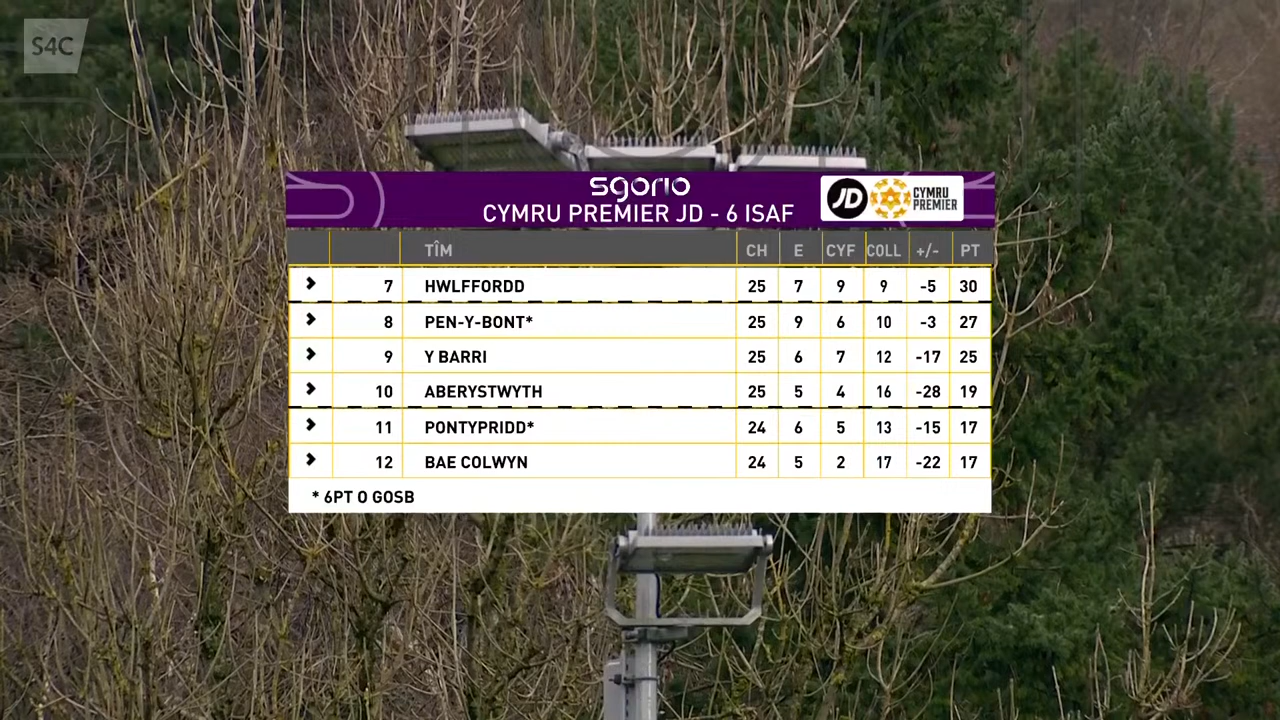 S4C
sgorio
CYMRU PREMIER JD - 6 ISAF
JD CYMRU PREMIER
TÎM CH E CYF COLL +/- PT
7 HWLFFORDD 25 7 9 9 -5 30
8 PEN-Y-BONT* 25 9 6 10 -3 27
9 Y BARRI 25 6 7 12 -17 25
10 ABERYSTWYTH 25 5 4 16 -28 19
11 PONTYPRIDD* 24 6 5 13 -15 17
12 BAE COLWYN 24 5 2 17 -22 17
* 6PT O GOSB